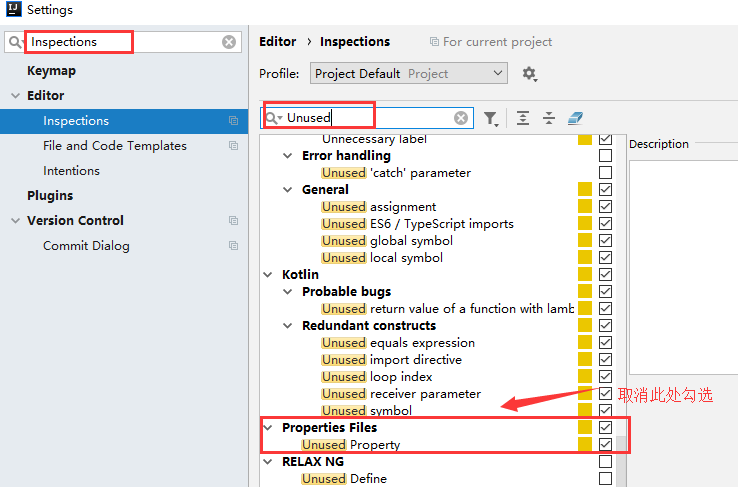 Settings
Inspections
Keymap
Editor
Inspections
File and Code Templates
Intentions
Plugins
Version Control
Commit Dialog
Editor › Inspections For current project
Profile: Project Default Project
Unused
Unnecessary label
Error handling
Unused 'catch' parameter
General
Unused assignment
Unused ES6 / TypeScript imports
Unused global symbol
Unused local symbol
Kotlin
Probable bugs
Unused return value of a function with lamb
Redundant constructs
Unused equals expression
Unused import directive
Unused loop index
Unused receiver parameter
Unused symbol
Properties Files
Unused Property
RELAX NG
Unused Define
Description
取消此处勾选